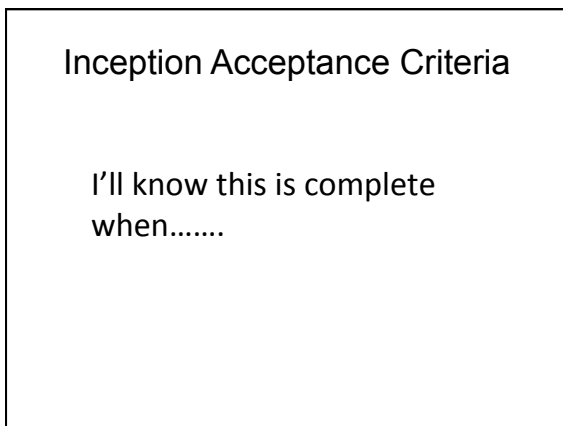 Inception Acceptance Criteria
I’ll know this is complete
when…….